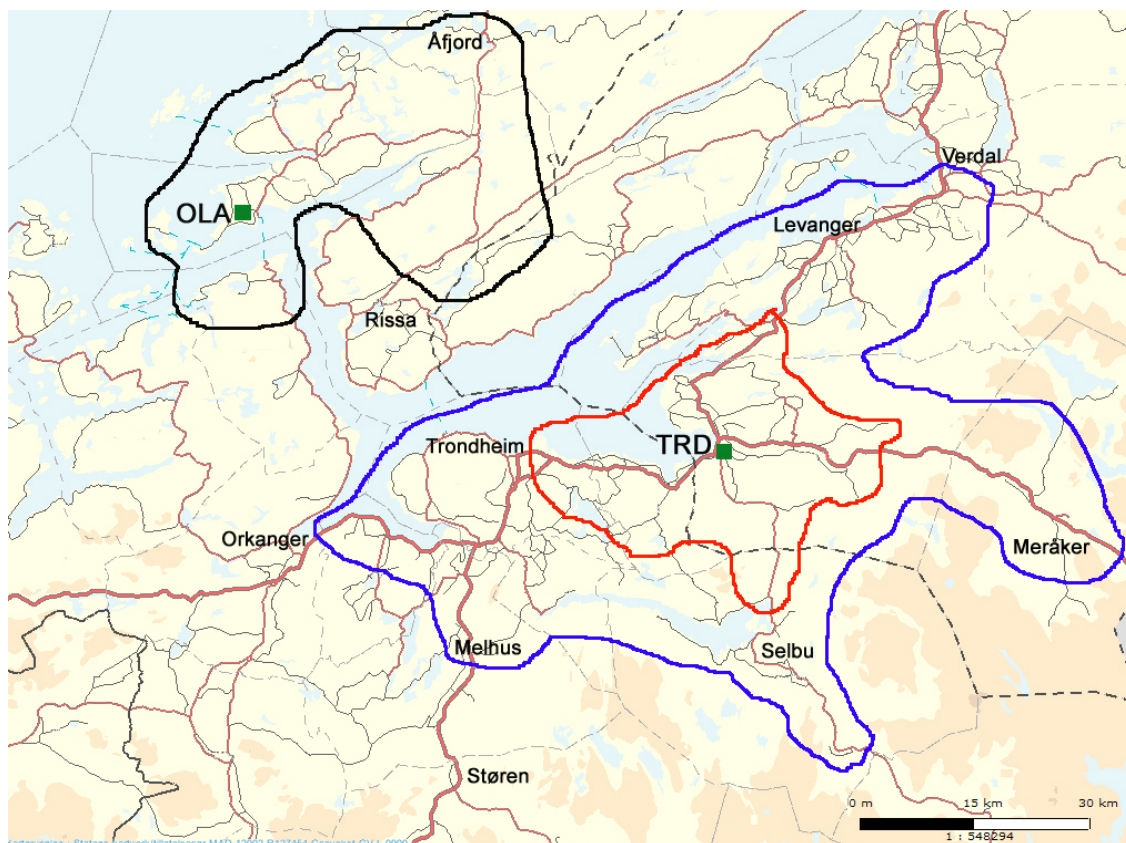 Åfjord
Verdal
OLA
Levanger
Rissa
Trondheim
TRD
Orkanger
Meråker
Melhus
Selbu
Støren
0 m 15 km 30 km
1 : 548294